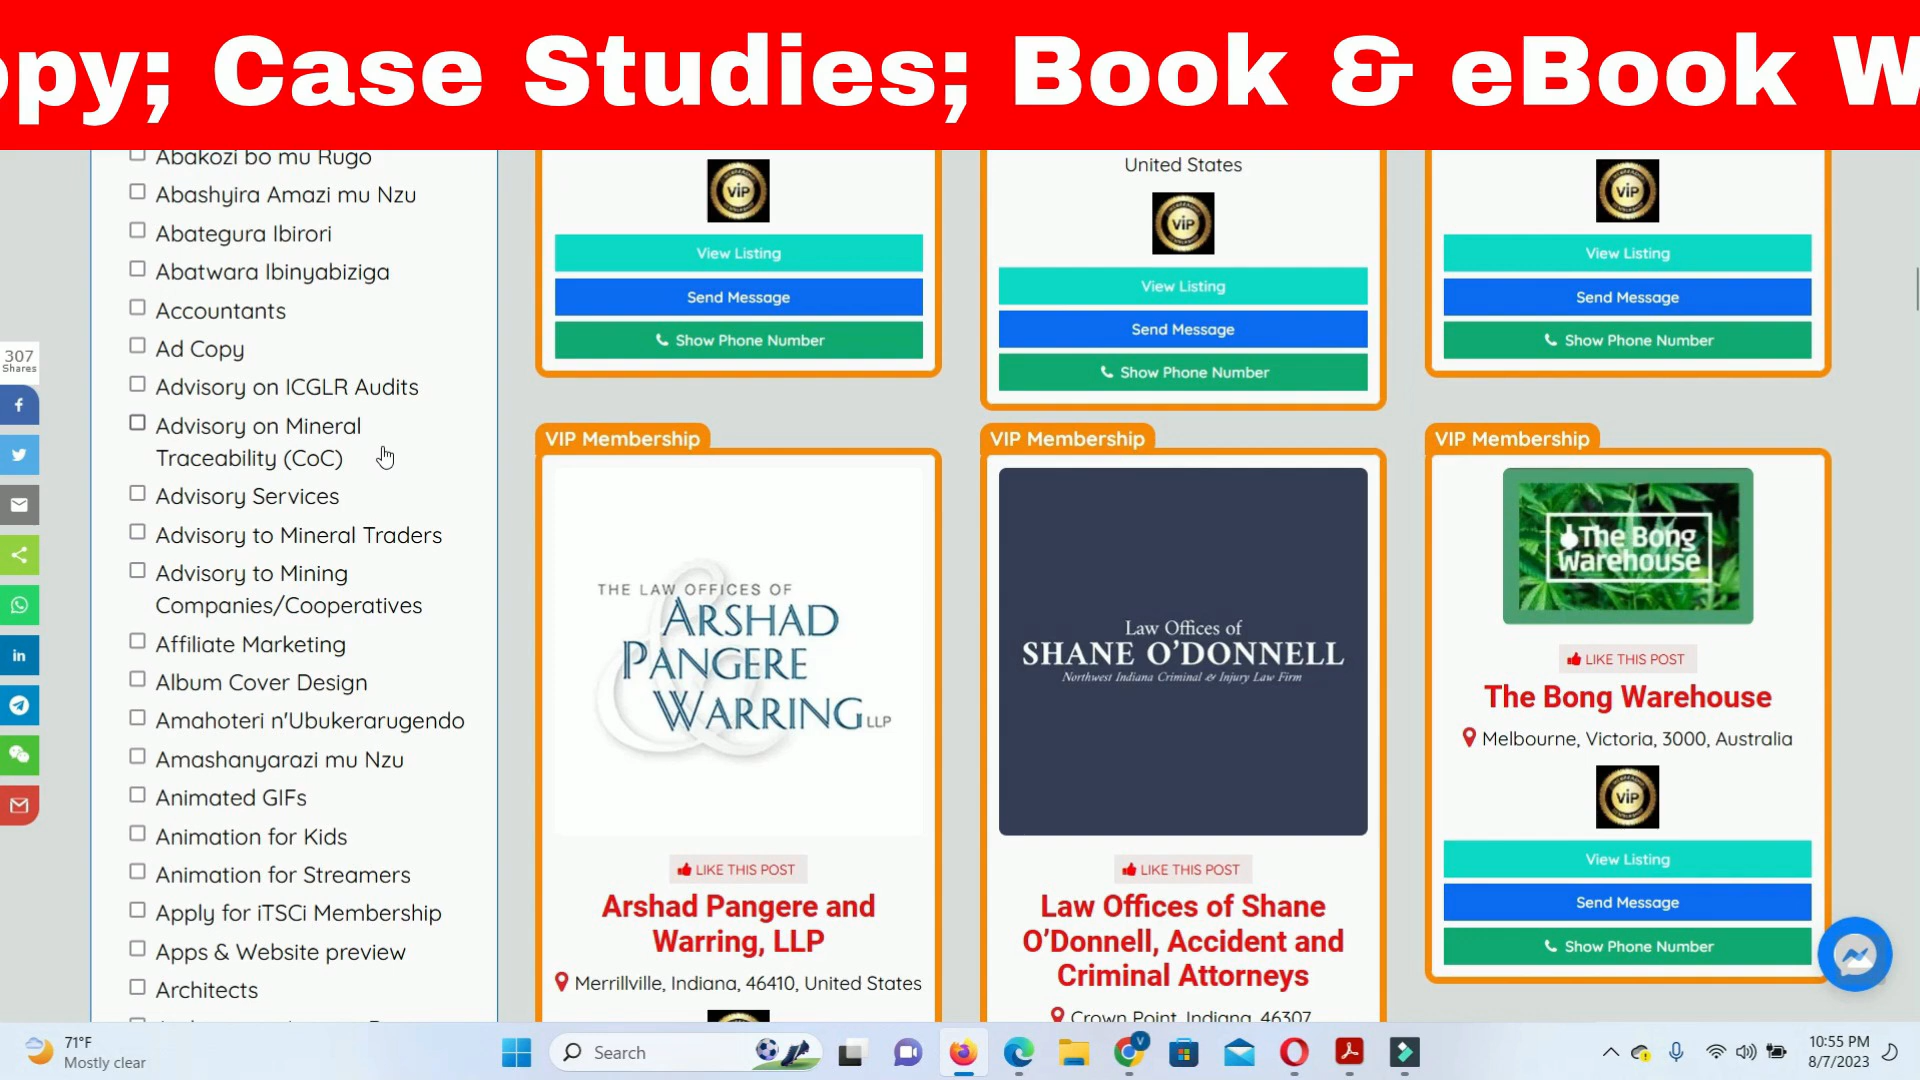 opy; Case Studies; Book & eBook W
Abakozi bo mu Rugo
Abashyira Amazi mu Nzu
Abategura Ibirori
Abatwara Ibinyabiziga
Accountants
Ad Copy
Advisory on ICGLR Audits
Advisory on Mineral
Traceability (CoC)
Advisory Services
Advisory to Mineral Traders
Advisory to Mining
Companies/Cooperatives
Affiliate Marketing
Album Cover Design
Amahoteri n'Ubukerarugendo
Amashanyarazi mu Nzu
Animated GIFs
Animation for Kids
Animation for Streamers
Apply for iTSCi Membership
Apps & Website preview
Architects
307
Shares
ViP
View Listing
Send Message
Show Phone Number
United States
ViP
View Listing
Send Message
Show Phone Number
ViP
View Listing
Send Message
Show Phone Number
VIP Membership
THE LAW OFFICES OF
ARSHAD
PANGERE
& WARRING LLP
LIKE THIS POST
Arshad Pangere and
Warring, LLP
Merrillville, Indiana, 46410, United States
VIP Membership
Law Offices of
SHANE O'DONNELL
Northwest Indiana Criminal & Injury Law Firm
LIKE THIS POST
Law Offices of Shane
O'Donnell, Accident and
Criminal Attorneys
Crown Point, Indiana, 46307,
VIP Membership
The Bong
Warehouse
LIKE THIS POST
The Bong Warehouse
Melbourne, Victoria, 3000, Australia
ViP
View Listing
Send Message
Show Phone Number
71°F
Mostly clear
Search
V
10:55 PM
8/7/2023